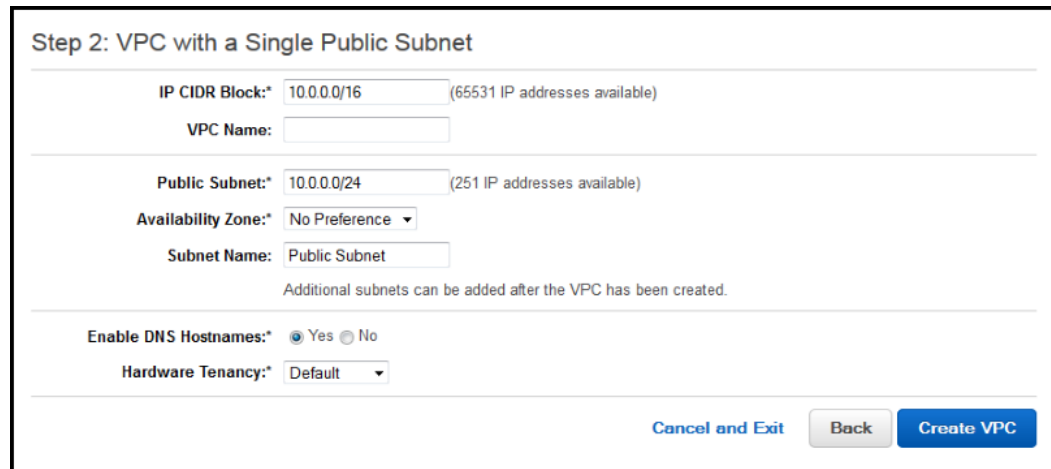 Step 2: VPC with a Single Public Subnet
IP CIDR Block:* 10.0.0.0/16 (65531 IP addresses available)
VPC Name:
Public Subnet:* 10.0.0.0/24 (251 IP addresses available)
Availability Zone:* No Preference
Subnet Name: Public Subnet
Additional subnets can be added after the VPC has been created.
Enable DNS Hostnames:* Yes No
Hardware Tenancy:* Default
Cancel and Exit Back Create VPC